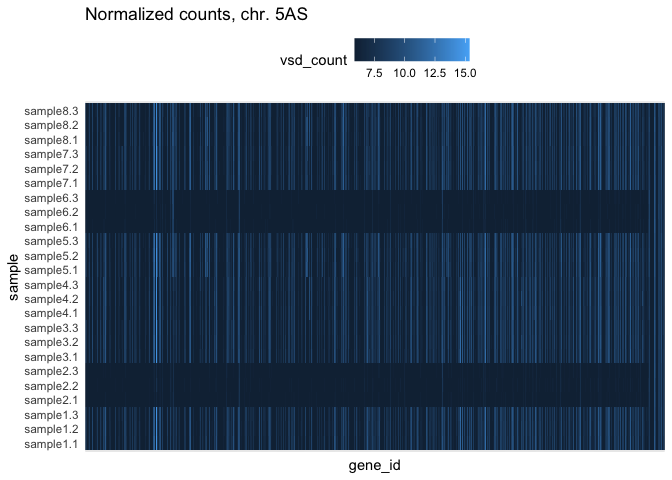 Normalized counts, chr. 5AS
vsd_count
7.5 10.0 12.5 15.0
sample
sample8.3
sample8.2
sample8.1
sample7.3
sample7.2
sample7.1
sample6.3
sample6.2
sample6.1
sample5.3
sample5.2
sample5.1
sample4.3
sample4.2
sample4.1
sample3.3
sample3.2
sample3.1
sample2.3
sample2.2
sample2.1
sample1.3
sample1.2
sample1.1
gene_id